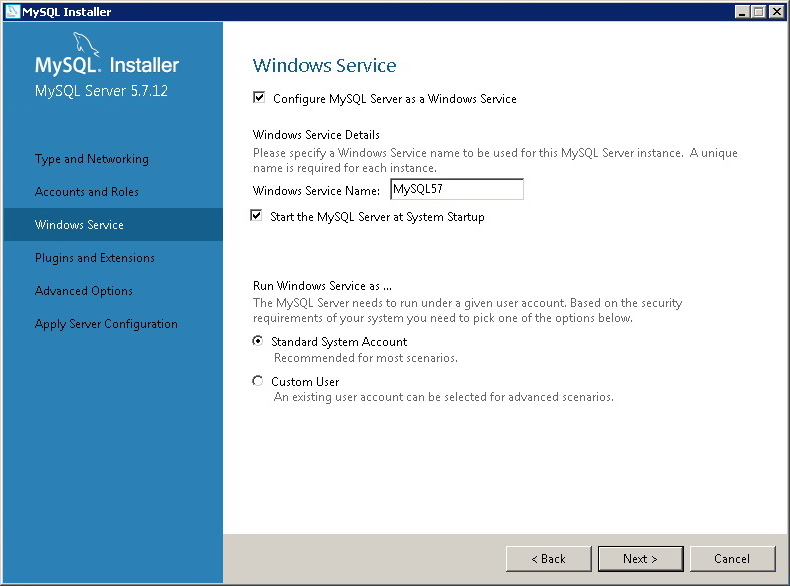 MySQL Installer
MySQL. Installer
MySQL Server 5.7.12
Type and Networking
Accounts and Roles
Windows Service
Plugins and Extensions
Advanced Options
Apply Server Configuration
Windows Service
Configure MySQL Server as a Windows Service
Windows Service Details
Please specify a Windows Service name to be used for this MySQL Server instance. A unique
name is required for each instance.
Windows Service Name: MySQL57
Start the MySQL Server at System Startup
Run Windows Service as ...
The MySQL Server needs to run under a given user account. Based on the security
requirements of your system you need to pick one of the options below.
Standard System Account
Recommended for most scenarios.
Custom User
An existing user account can be selected for advanced scenarios.
< Back
Next >
Cancel